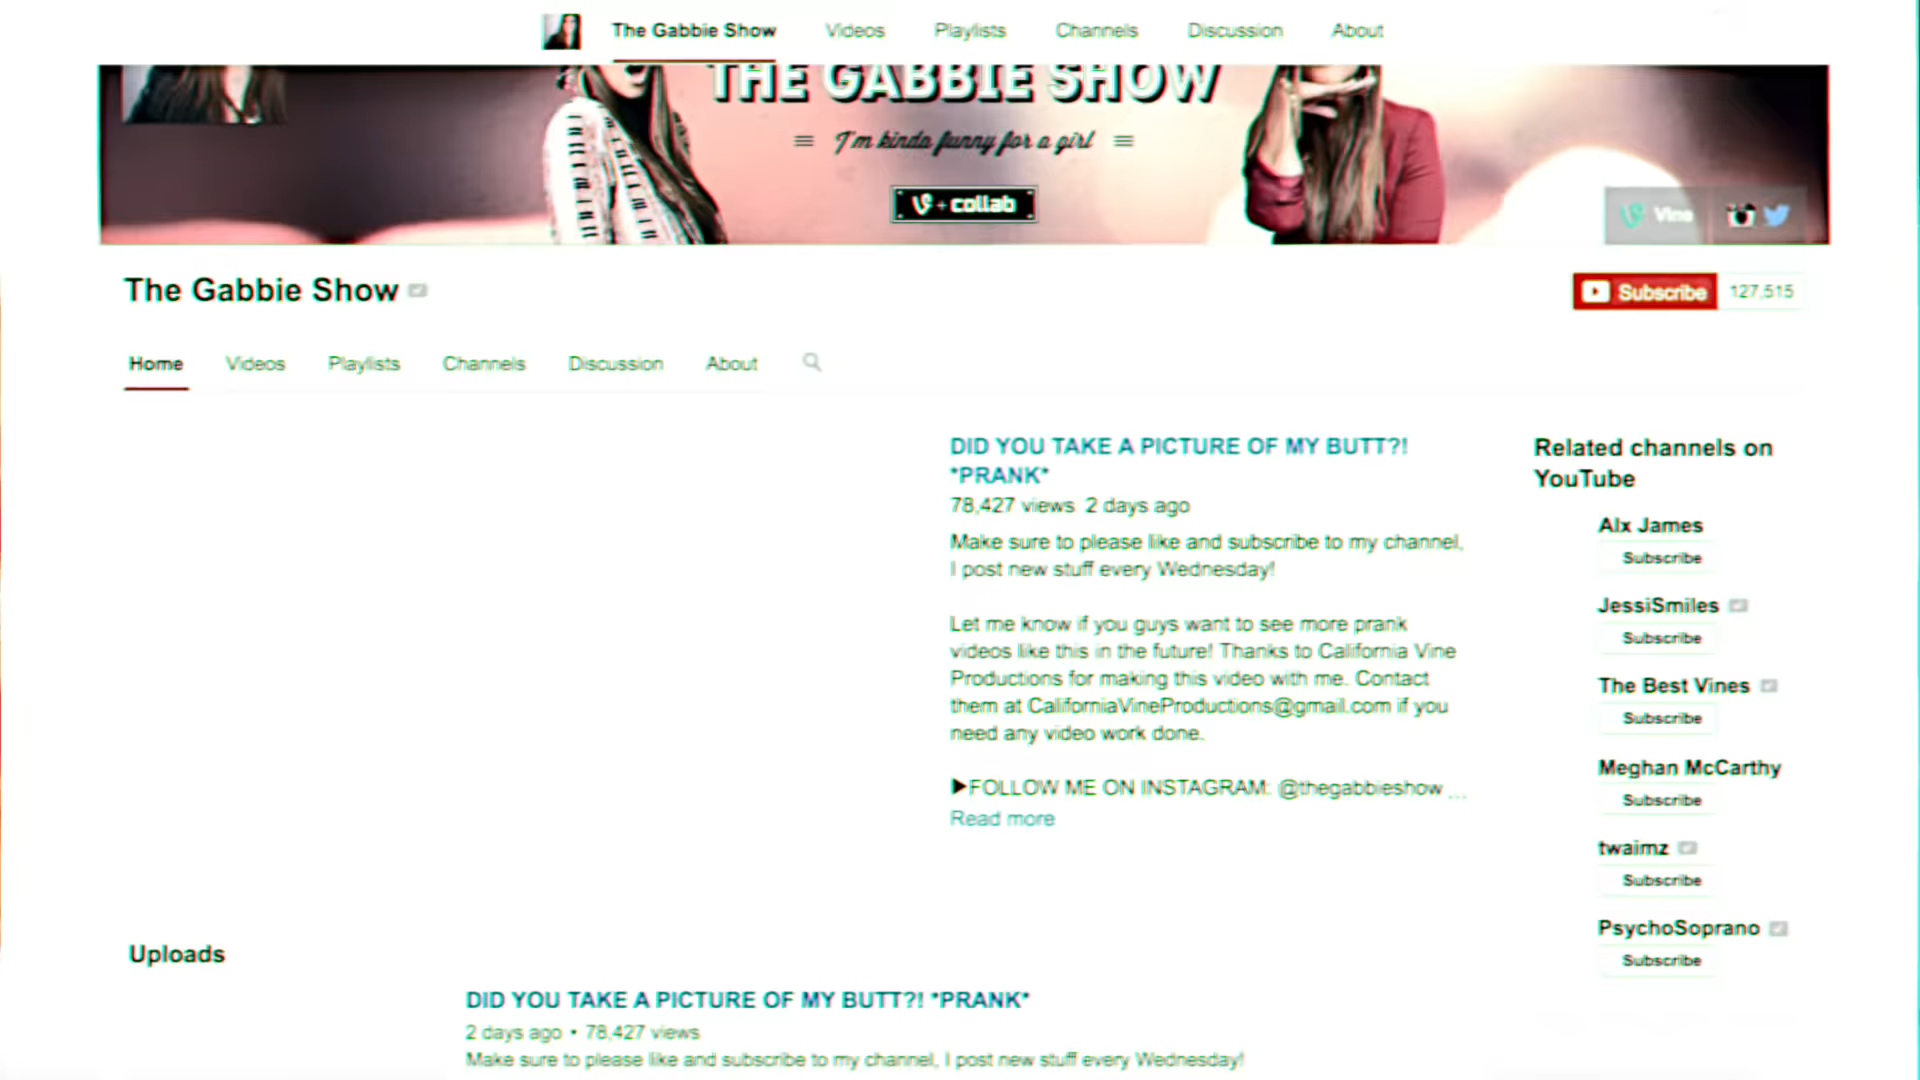 The Gabbie Show Videos Playlists Channels Discussion About
THE GABBIE SHOW
I'm kinda funny for a girl
+ collab
Vine
The Gabbie Show
Subscribe 127,515
Home Videos Playlists Channels Discussion About
DID YOU TAKE A PICTURE OF MY BUTT?!
*PRANK*
78,427 views 2 days ago
Make sure to please like and subscribe to my channel,
I post new stuff every Wednesday!
Let me know if you guys want to see more prank
videos like this in the future! Thanks to California Vine
Productions for making this video with me. Contact
them at CaliforniaVineProductions@gmail.com if you
need any video work done.
▶FOLLOW ME ON INSTAGRAM: @thegabbieshow ...
Read more
Related channels on
YouTube
Alx James
Subscribe
JessiSmiles
Subscribe
The Best Vines
Subscribe
Meghan McCarthy
Subscribe
twaimz
Subscribe
PsychoSoprano
Subscribe
Uploads
DID YOU TAKE A PICTURE OF MY BUTT?! *PRANK*
2 days ago • 78,427 views
Make sure to please like and subscribe to my channel, I post new stuff every Wednesday!